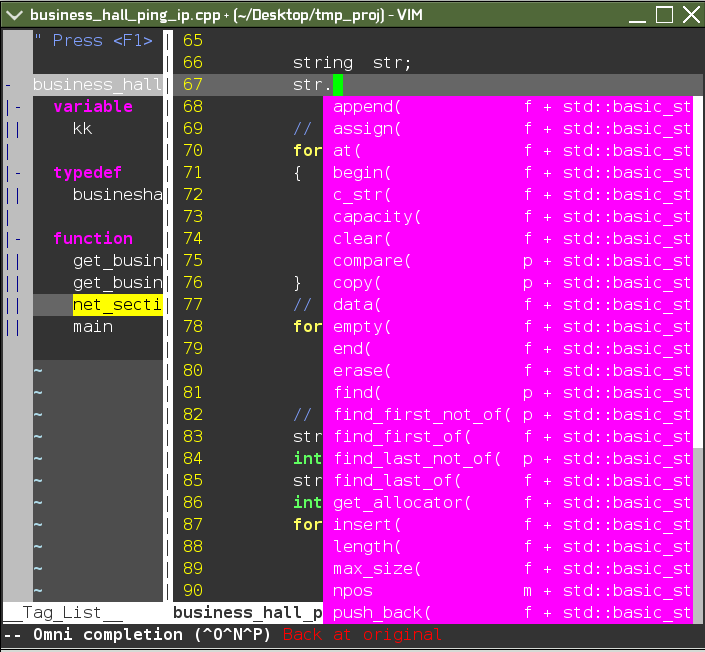 business_hall_ping_ip.cpp + (~/Desktop/tmp_proj) - VIM
" Press <F1> | 65
| 66 string str;
- business_hall| 67 str.
|- variable | 68 append( f + std::basic_st
|| kk | 69 // assign( f + std::basic_st
| | 70 for at( f + std::basic_st
|- typedef | 71 { begin( f + std::basic_st
|| businesha| 72 c_str( f + std::basic_st
| | 73 capacity( f + std::basic_st
|- function | 74 clear( f + std::basic_st
|| get_busin| 75 compare( p + std::basic_st
|| get_busin| 76 } copy( p + std::basic_st
|| net_secti| 77 // data( f + std::basic_st
|| main | 78 for empty( f + std::basic_st
| 79 end( f + std::basic_st
~ | 80 erase( f + std::basic_st
~ | 81 find( p + std::basic_st
~ | 82 // find_first_not_of( p + std::basic_st
~ | 83 str find_first_of( f + std::basic_st
~ | 84 int find_last_not_of( p + std::basic_st
~ | 85 str find_last_of( f + std::basic_st
~ | 86 int get_allocator( f + std::basic_st
~ | 87 for insert( f + std::basic_st
~ | 88 length( f + std::basic_st
~ | 89 max_size( f + std::basic_st
~ | 90 npos m + std::basic_st
__Tag_List__ business_hall_p push_back( f + std::basic_st
-- Omni completion (^O^N^P) Back at original